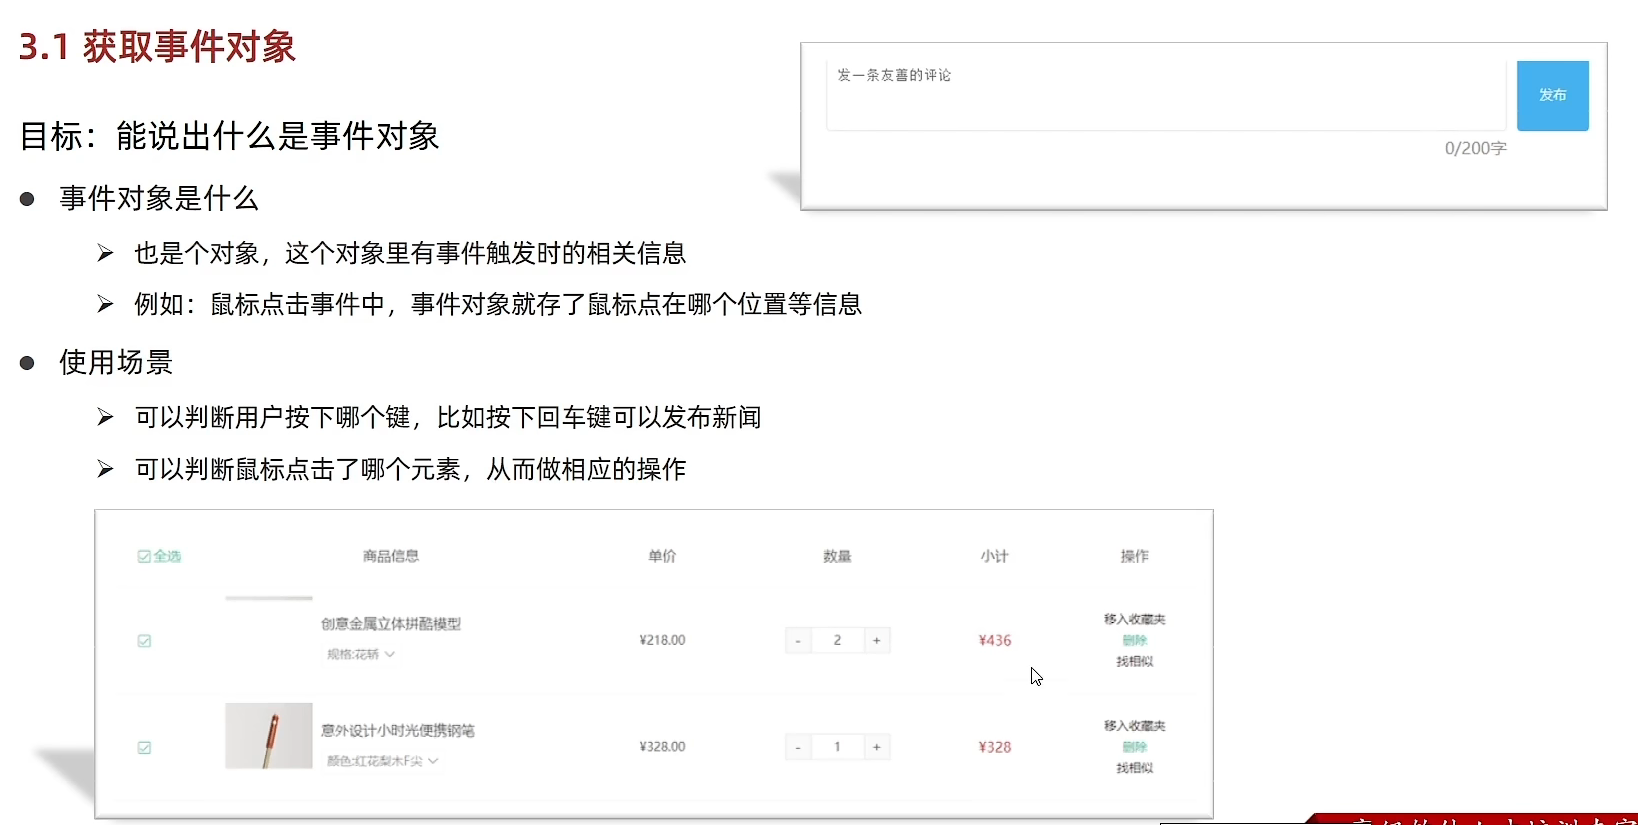 3.1 获取事件对象
发一条友善的评论
发布
0/200字
目标：能说出什么是事件对象
● 事件对象是什么
➢ 也是个对象，这个对象里有事件触发时的相关信息
➢ 例如：鼠标点击事件中，事件对象就存了鼠标点在哪个位置等信息
● 使用场景
➢ 可以判断用户按下哪个键，比如按下回车键可以发布新闻
➢ 可以判断鼠标点击了哪个元素，从而做相应的操作
全选 商品信息 单价 数量 小计 操作
创意金属立体拼酷模型
规格:花轿
¥218.00 - 2 + ¥436
移入收藏夹
删除
找相似
意外设计小时光便携钢笔
颜色:红花梨木F尖
¥328.00 - 1 + ¥328
移入收藏夹
删除
找相似